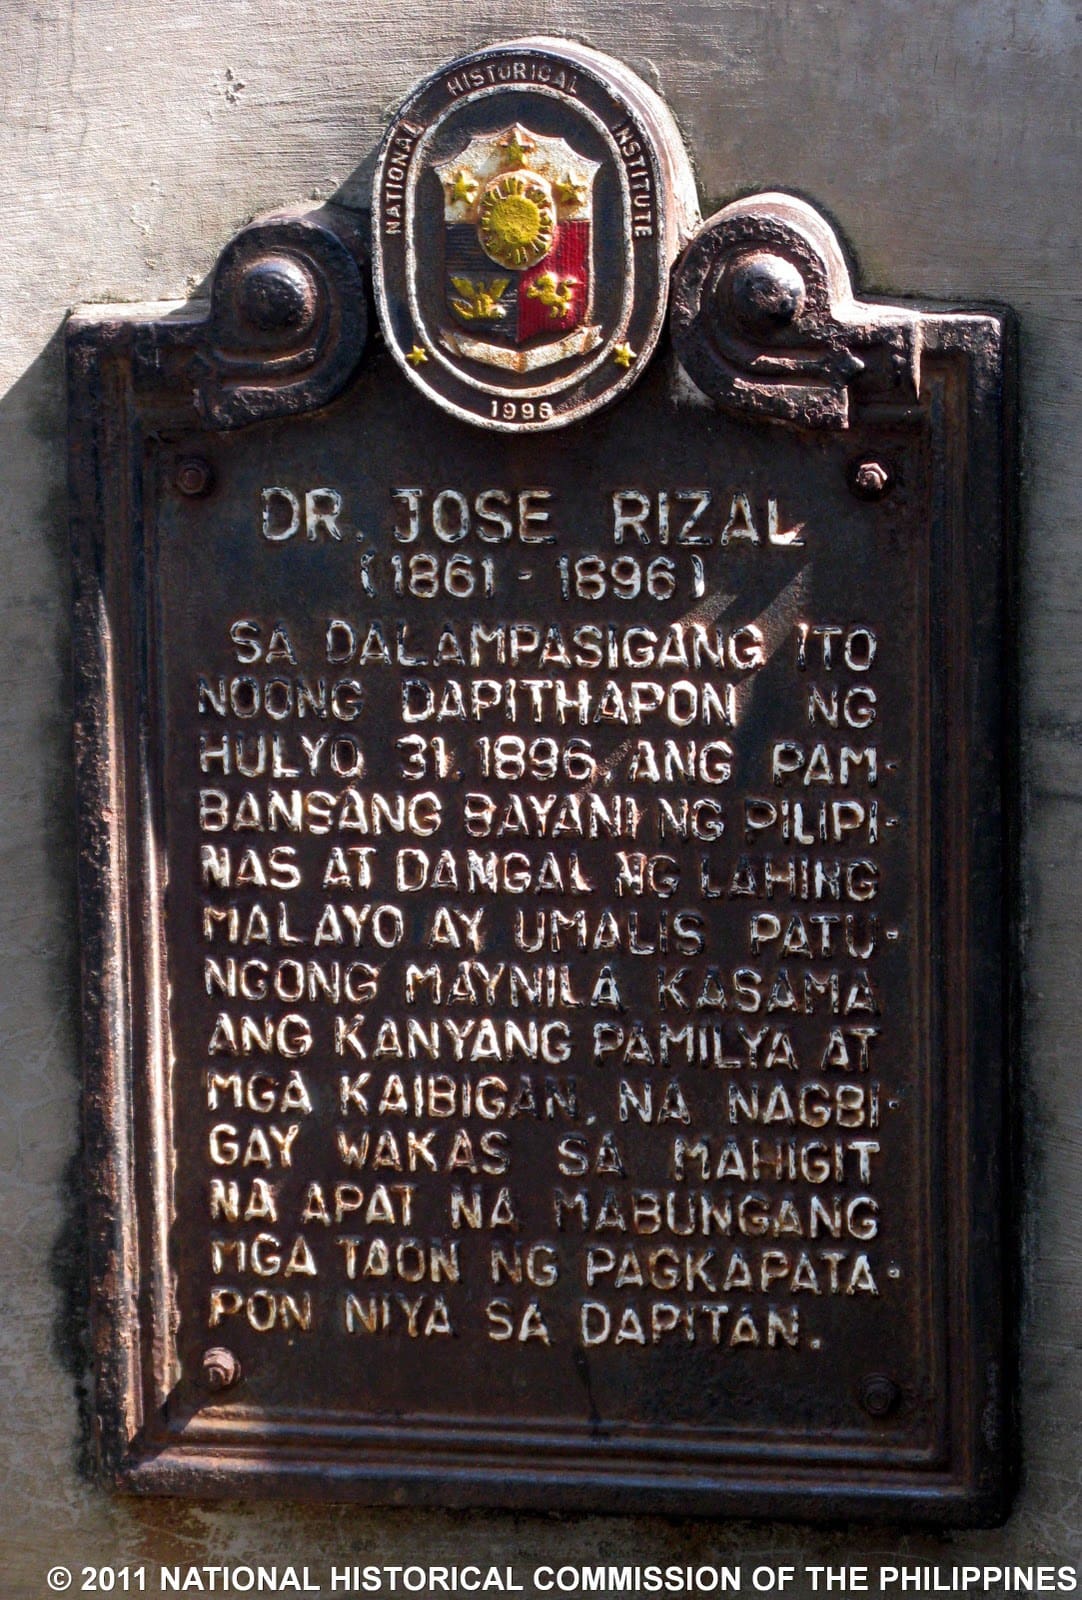 NATIONAL HISTORICAL INSTITUTE
1996
DR. JOSE RIZAL
(1861 - 1896)
SA DALAMPASIGANG ITO
NOONG DAPITHAPON NG
HULYO 31, 1896, ANG PAM-
BANSANG BAYANI NG PILIPI-
NAS AT DANGAL NG LAHING
MALAYO AY UMALIS PATU-
NGONG MAYNILA KASAMA
ANG KANYANG PAMILYA AT
MGA KAIBIGAN, NA NAGBI-
GAY WAKAS SA MAHIGIT
NA APAT NA MABUNGANG
MGA TAON NG PAGKAPATA-
PON NIYA SA DAPITAN.
© 2011 NATIONAL HISTORICAL COMMISSION OF THE PHILIPPINES